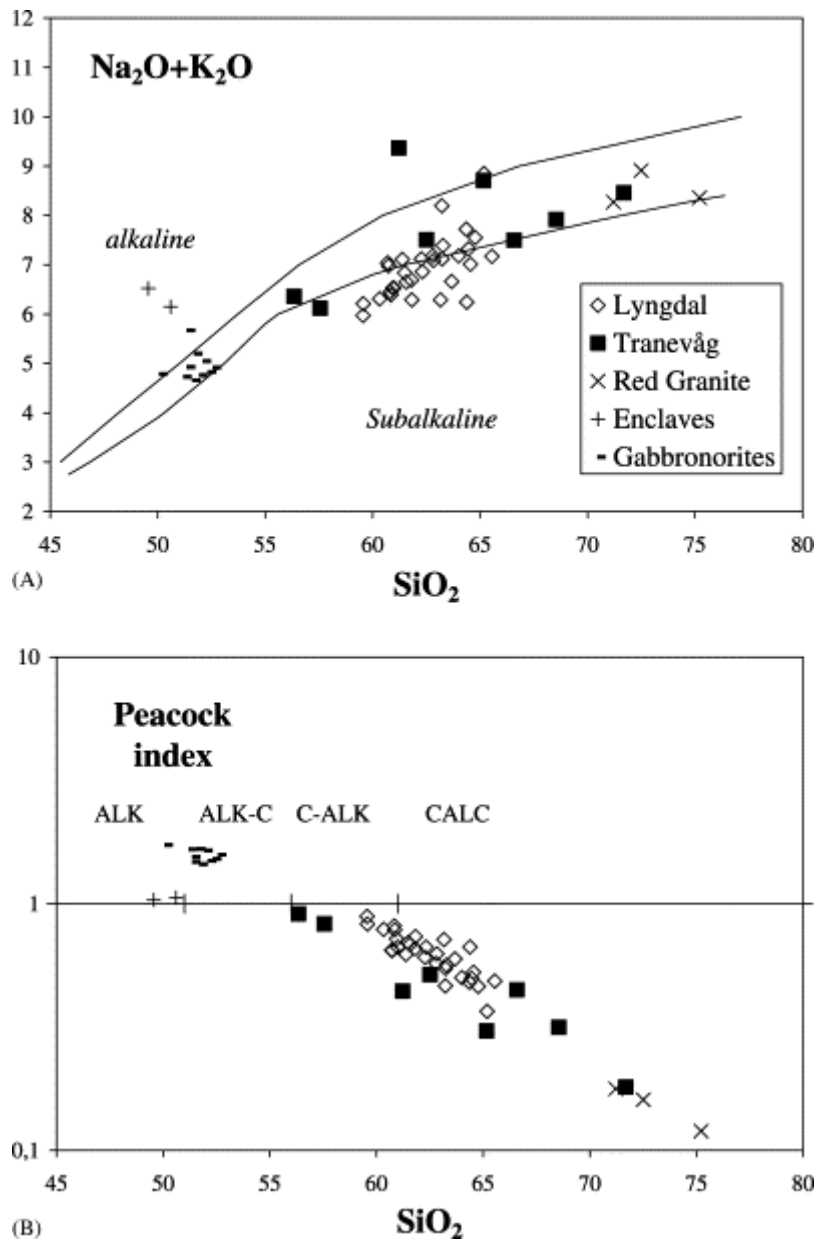 12
11
Na₂O+K₂O
10
9
8
alkaline
7
6
◇ Lyngdal
5
■ Tranevåg
× Red Granite
4
Subalkaline
+ Enclaves
3
- Gabbronorites
2
45 50 55 60 65 70 75 80
(A)
SiO₂
10
Peacock
index
ALK ALK-C C-ALK CALC
1
0,1
45 50 55 60 65 70 75 80
(B)
SiO₂